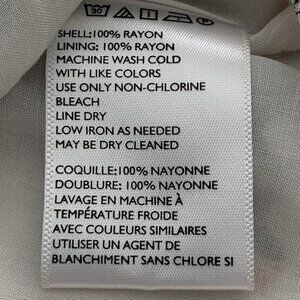 30
SHELL:100% RAYON
LINING: 100% RAYON
MACHINE WASH COLD
WITH LIKE COLORS
USE ONLY NON-CHLORINE
BLEACH
LINE DRY
LOW IRON AS NEEDED
MAY BE DRY CLEANED
COQUILLE:100% NAYONNE
DOUBLURE: 100% NAYONNE
LAVAGE EN MACHINE À
TEMPÉRATURE FROIDE
AVEC COULEURS SIMILAIRES
UTILISER UN AGENT DE
BLANCHIMENT SANS CHLORE SI